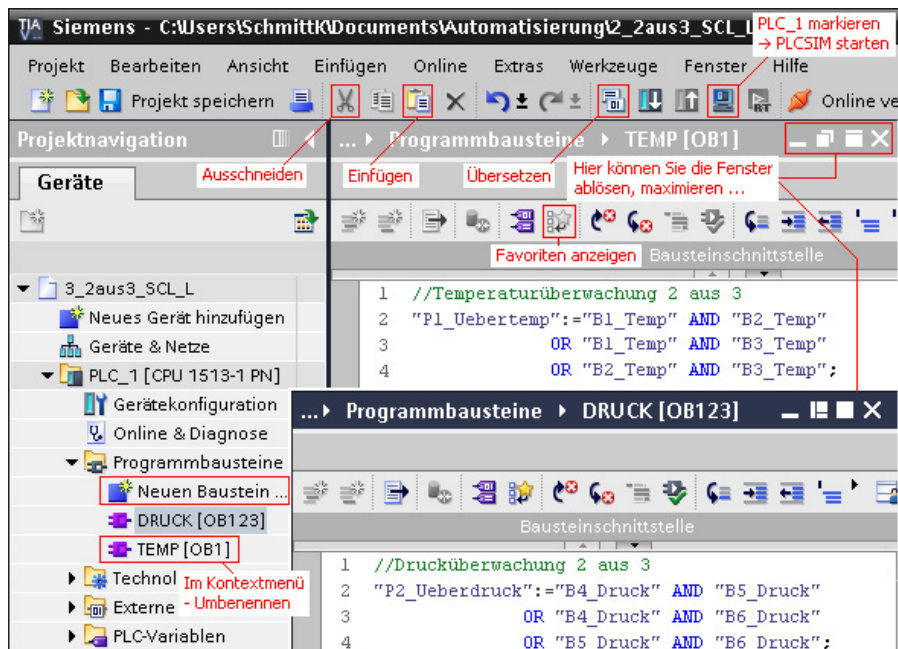 Siemens - C:\Users\SchmittK\Documents\Automatisierung\2_2aus3_SCL_L
PLC_1 markieren
→ PLCSIM starten
Projekt Bearbeiten Ansicht Einfügen Online Extras Werkzeuge Fenster Hilfe
Projekt speichern
Online ve
Projektnavigation
... Programmbausteine TEMP [OB1]
Geräte
Ausschneiden
Einfügen
Übersetzen
Hier können Sie die Fenster
ablösen, maximieren ...
Favoriten anzeigen
Bausteinschnittstelle
3_2aus3_SCL_L
Neues Gerät hinzufügen
Geräte & Netze
PLC_1 [CPU 1513-1 PN]
Gerätekonfiguration
Online & Diagnose
Programmbausteine
Neuen Baustein ...
DRUCK [OB123]
TEMP [OB1]
Technol
Externe
PLC-Variablen
Im Kontextmenü
- Umbenennen
1 //Temperaturüberwachung 2 aus 3
2 "P1_Uebertemp":="B1_Temp" AND "B2_Temp"
3 OR "B1_Temp" AND "B3_Temp"
4 OR "B2_Temp" AND "B3_Temp";
... Programmbausteine DRUCK [OB123]
Bausteinschnittstelle
1 //Drucküberwachung 2 aus 3
2 "P2_Ueberdruck":="B4_Druck" AND "B5_Druck"
3 OR "B4_Druck" AND "B6_Druck"
4 OR "B5_Druck" AND "B6_Druck";